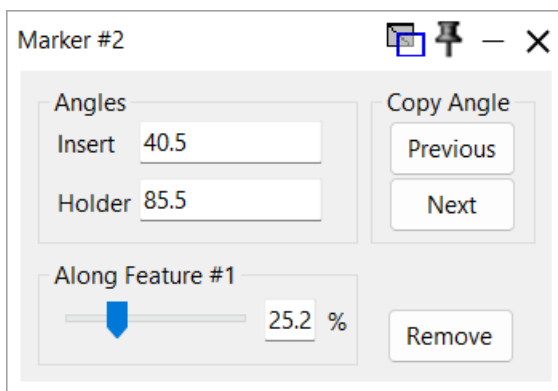 Marker #2
Angles
Insert 40.5
Holder 85.5
Copy Angle
Previous
Next
Along Feature #1
25.2 %
Remove